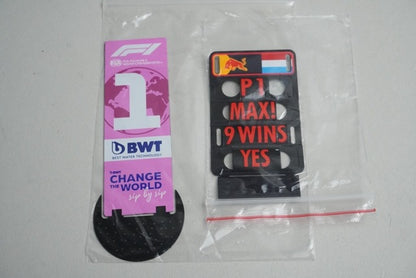 F1
1
BWT
BEST WATER TECHNOLOGY
CHANGE
THE WORLD
sip by sip
P1
MAX!
9 WINS
YES